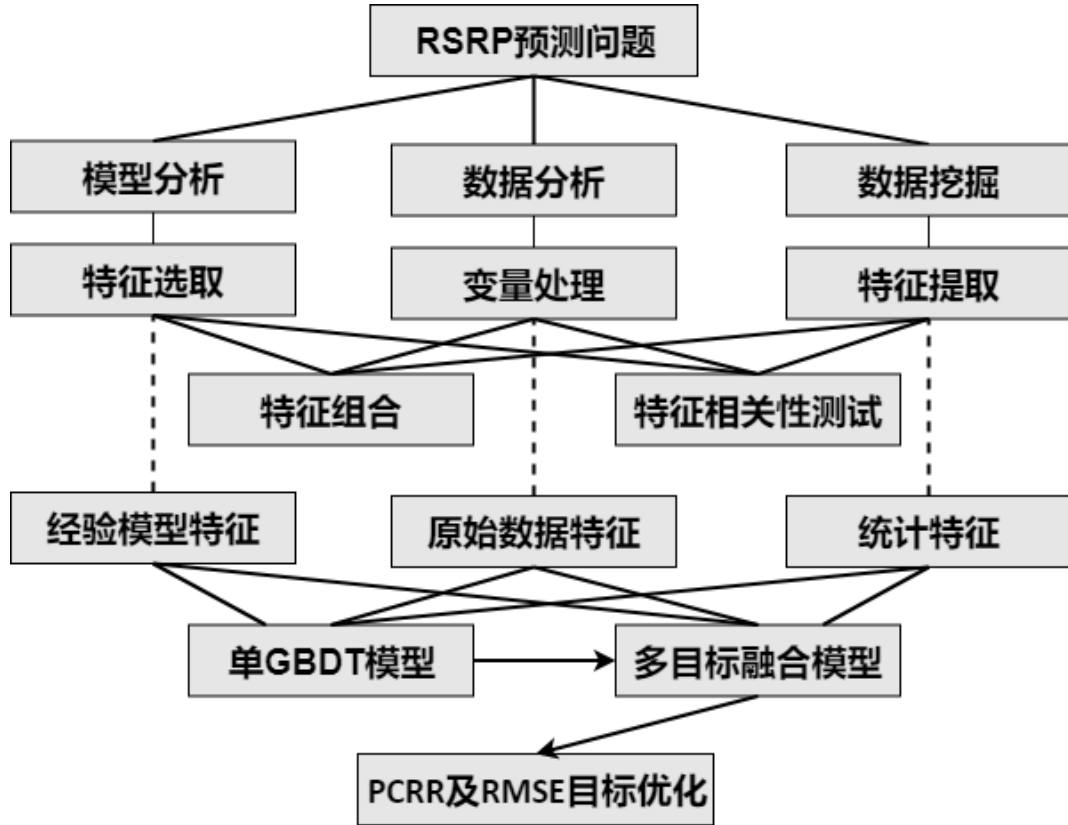 RSRP预测问题
模型分析
数据分析
数据挖掘
特征选取
变量处理
特征提取
特征组合
特征相关性测试
经验模型特征
原始数据特征
统计特征
单GBDT模型
多目标融合模型
PCRR及RMSE目标优化